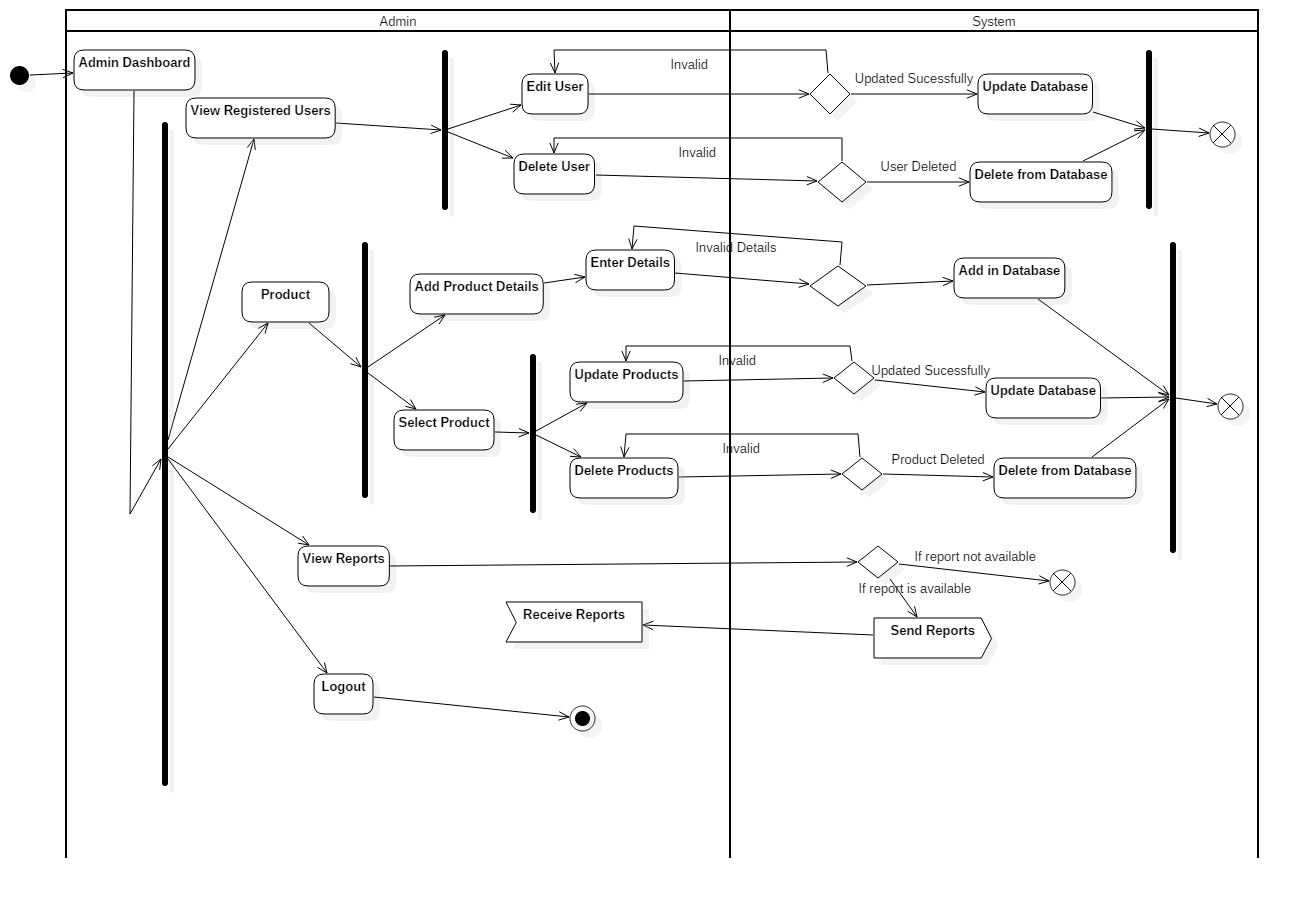 Admin
System
Admin Dashboard
Invalid
Edit User
Updated Sucessfully
Update Database
View Registered Users
Invalid
Delete User
User Deleted
Delete from Database
Invalid Details
Enter Details
Add in Database
Product
Add Product Details
Invalid
Update Products
Updated Sucessfully
Update Database
Select Product
Invalid
Delete Products
Product Deleted
Delete from Database
View Reports
If report not available
If report is available
Receive Reports
Send Reports
Logout